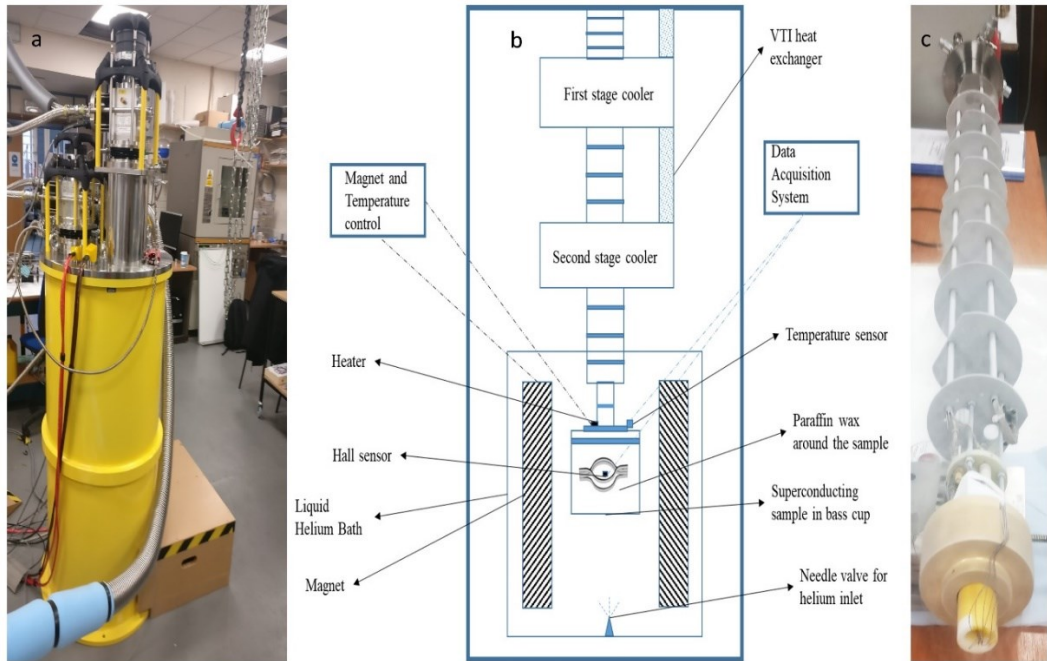 a
b
c
VTI heat
exchanger
First stage cooler
Magnet and
Temperature
control
Data
Acquisition
System
Second stage cooler
Heater
Temperature sensor
Hall sensor
Paraffin wax
around the sample
Liquid
Helium Bath
Superconducting
sample in bass cup
Magnet
Needle valve for
helium inlet